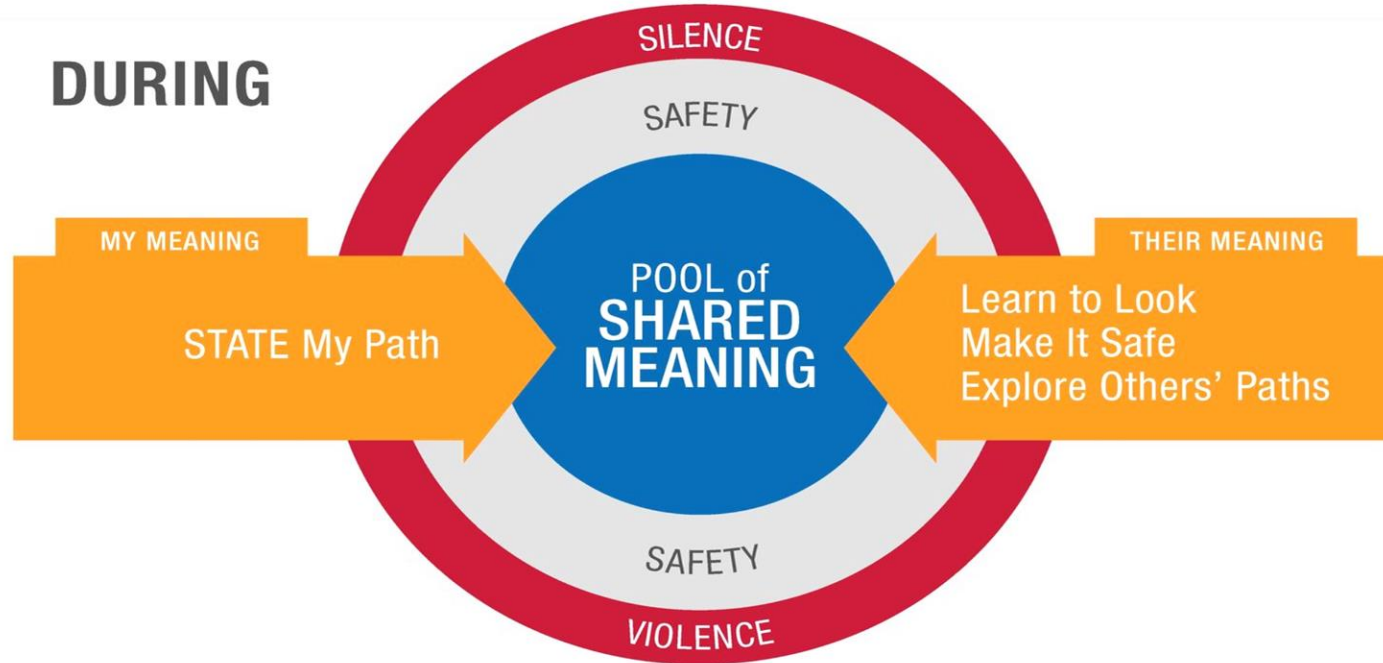 DURING
SILENCE
SAFETY
MY MEANING
STATE My Path
POOL of
SHARED
MEANING
THEIR MEANING
Learn to Look
Make It Safe
Explore Others’ Paths
SAFETY
VIOLENCE